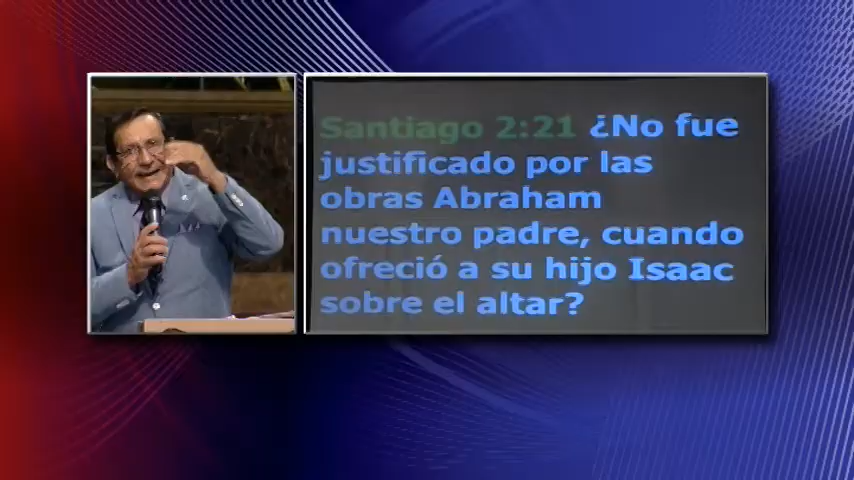 Santiago 2:21 ¿No fue
justificado por las
obras Abraham
nuestro padre, cuando
ofreció a su hijo Isaac
sobre el altar?